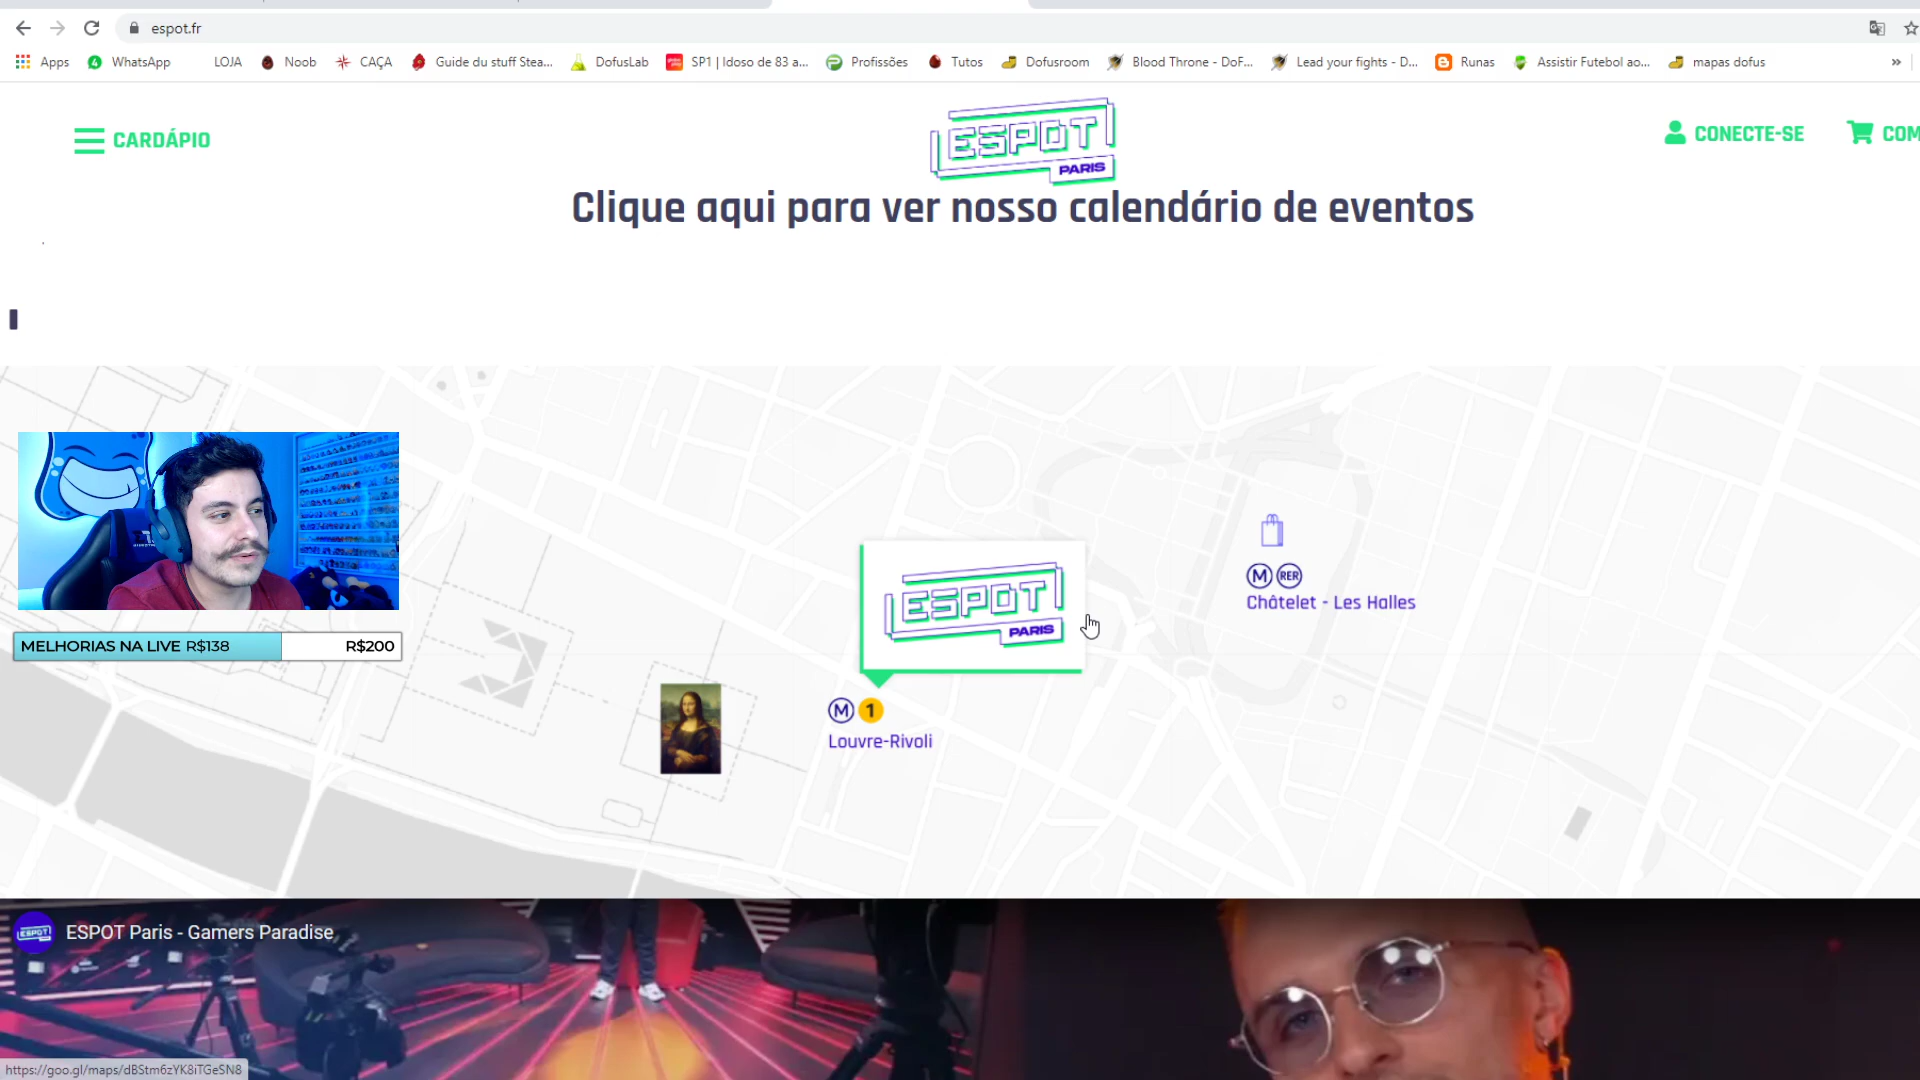 espot.fr
Apps WhatsApp LOJA Noob CAÇA Guide du stuff Stea... DofusLab SP1 | Idoso de 83 a... Profissões Tutos Dofusroom Blood Throne - DoF... Lead your fights - D... Runas Assistir Futebol ao... mapas dofus »
CARDÁPIO
ESPOT
PARIS
CONECTE-SE
COM
Clique aqui para ver nosso calendário de eventos
M RER
Châtelet - Les Halles
ESPOT
PARIS
MELHORIAS NA LIVE R$138 R$200
M 1
Louvre-Rivoli
ESPOT
ESPOT Paris - Gamers Paradise
https://goo.gl/maps/dBStm6zYK8iTGeSN8